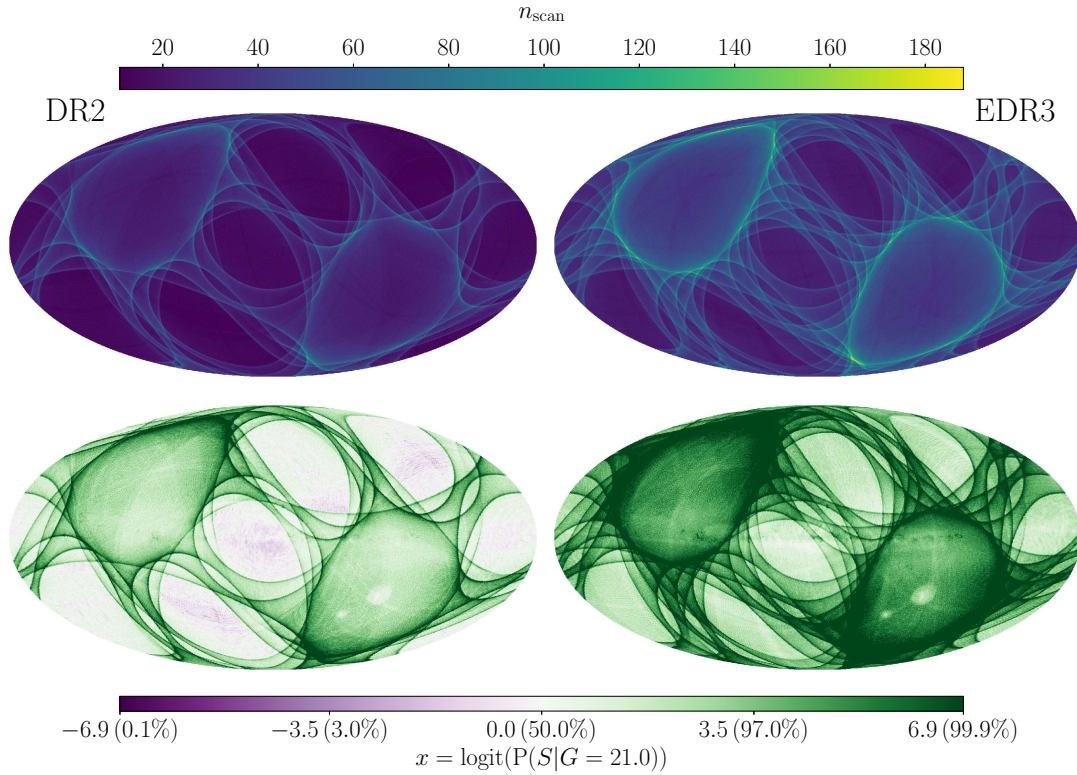 n_scan
20 40 60 80 100 120 140 160 180
DR2 EDR3
−6.9 (0.1%) −3.5 (3.0%) 0.0 (50.0%) 3.5 (97.0%) 6.9 (99.9%)
x = logit(P(S|G = 21.0))